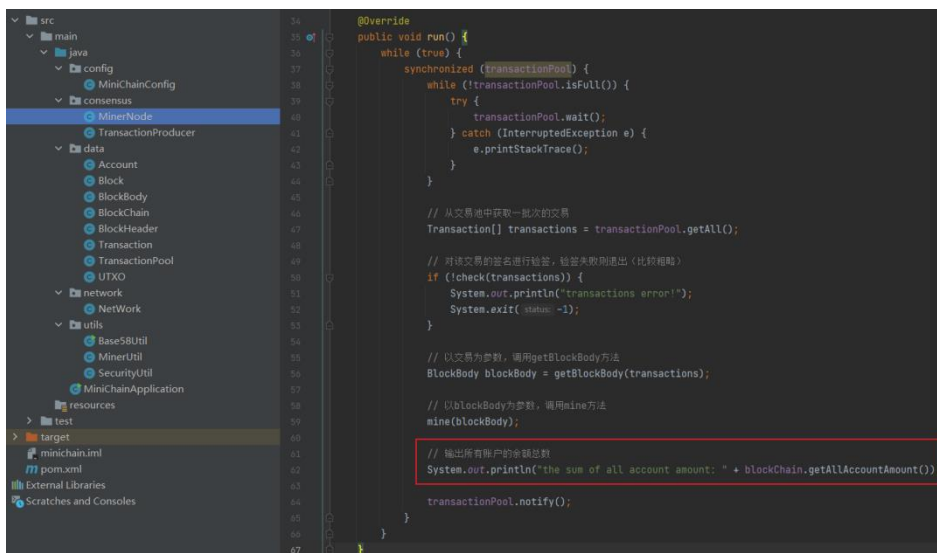 src
main
java
config
MiniChainConfig
consensus
MinerNode
TransactionProducer
data
Account
Block
BlockBody
BlockChain
BlockHeader
Transaction
TransactionPool
UTXO
network
NetWork
utils
Base58Util
MinerUtil
SecurityUtil
MiniChainApplication
resources
test
target
minichain.iml
pom.xml
External Libraries
Scratches and Consoles
34 @Override
35 public void run() {
36 while (true) {
37 synchronized (transactionPool) {
38 while (!transactionPool.isFull()) {
39 try {
40 transactionPool.wait();
41 } catch (InterruptedException e) {
42 e.printStackTrace();
43 }
44 }
45
46 // 从交易池中获取一批次的交易
47 Transaction[] transactions = transactionPool.getAll();
48
49 // 对该交易的签名进行验签，验签失败则退出（比较粗略）
50 if (!check(transactions)) {
51 System.out.println("transactions error!");
52 System.exit( status: -1);
53 }
54
55 // 以交易为参数，调用getBlockBody方法
56 BlockBody blockBody = getBlockBody(transactions);
57
58 // 以blockBody为参数，调用mine方法
59 mine(blockBody);
60
61 // 输出所有账户的余额总数
62 System.out.println("the sum of all account amount: " + blockChain.getAllAccountAmount())
63
64 transactionPool.notify();
65 }
66 }
67 }